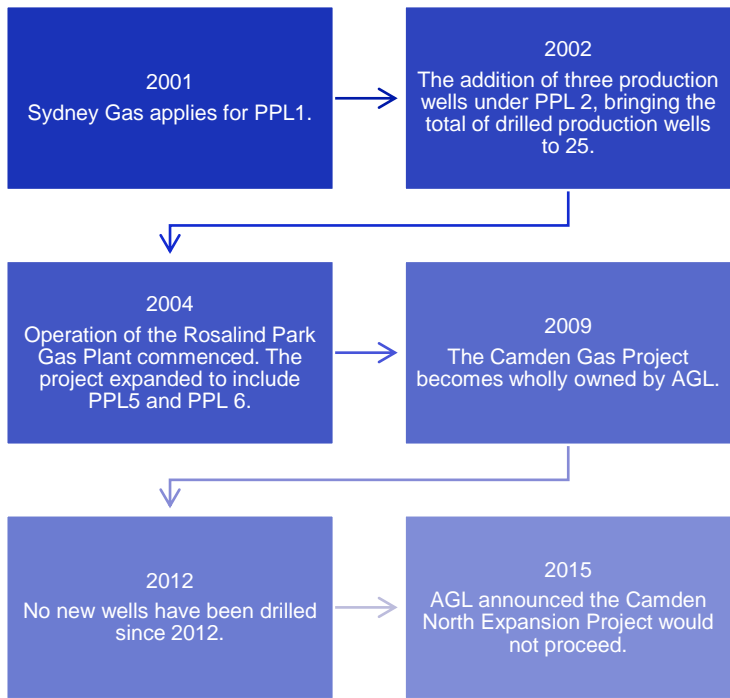 2001
Sydney Gas applies for PPL1.
2002
The addition of three production
wells under PPL 2, bringing the
total of drilled production wells
to 25.
2004
Operation of the Rosalind Park
Gas Plant commenced. The
project expanded to include
PPL5 and PPL 6.
2009
The Camden Gas Project
becomes wholly owned by AGL.
2012
No new wells have been drilled
since 2012.
2015
AGL announced the Camden
North Expansion Project would
not proceed.